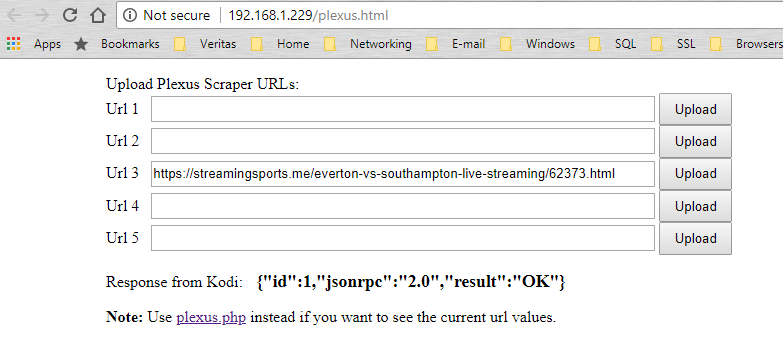 Not secure | 192.168.1.229/plexus.html
Apps Bookmarks Veritas Home Networking E-mail Windows SQL SSL Browsers
Upload Plexus Scraper URLs:
Url 1 Upload
Url 2 Upload
Url 3 https://streamingsports.me/everton-vs-southampton-live-streaming/62373.html Upload
Url 4 Upload
Url 5 Upload
Response from Kodi: {"id":1,"jsonrpc":"2.0","result":"OK"}
Note: Use plexus.php instead if you want to see the current url values.